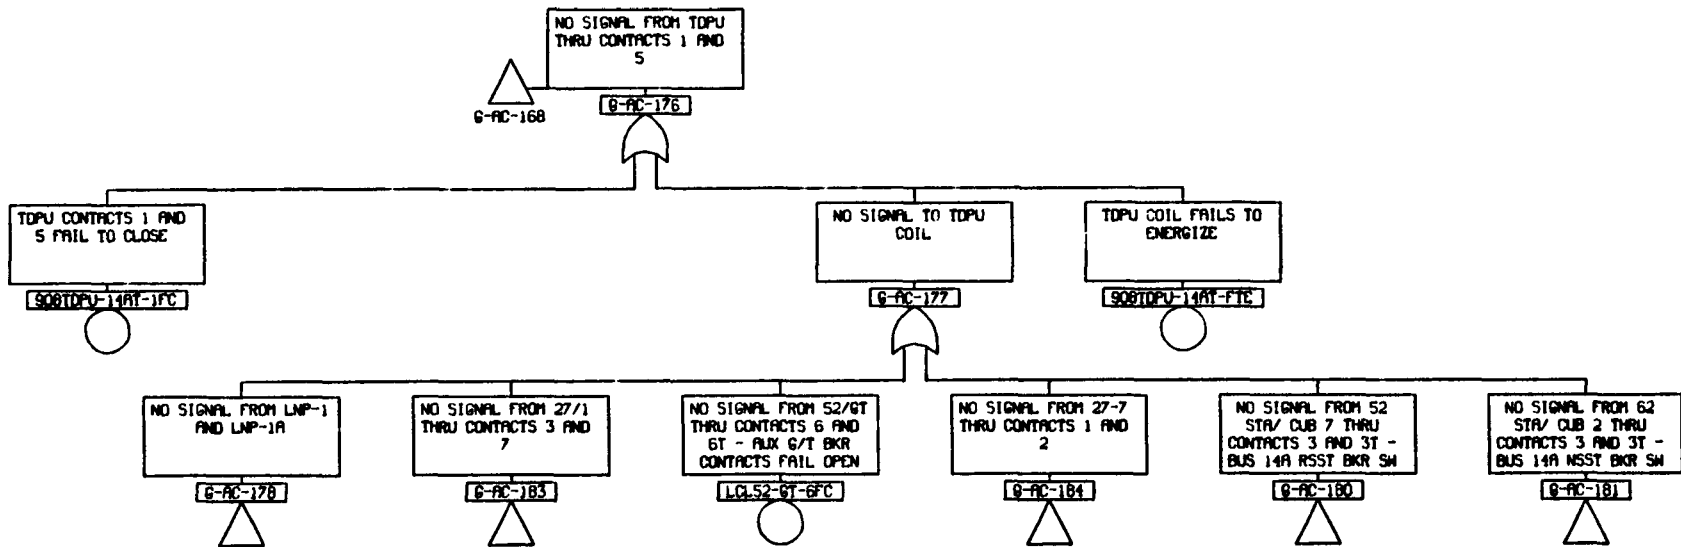 NO SIGNAL FROM TDPU
THRU CONTACTS 1 AND
5
G-AC-168
G-AC-176
TDPU CONTACTS 1 AND
5 FAIL TO CLOSE
90BTDPU-14AT-1FC
NO SIGNAL TO TDPU
COIL
G-AC-177
TDPU COIL FAILS TO
ENERGIZE
90BTDPU-14AT-FTE
NO SIGNAL FROM LNP-1
AND LNP-1A
G-AC-178
NO SIGNAL FROM 27/1
THRU CONTACTS 3 AND
7
G-AC-183
NO SIGNAL FROM 52/GT
THRU CONTACTS 6 AND
6T - AUX G/T BKR
CONTACTS FAIL OPEN
LCL52-GT-6FC
NO SIGNAL FROM 27-7
THRU CONTACTS 1 AND
2
G-AC-184
NO SIGNAL FROM 52
STA/ CUB 7 THRU
CONTACTS 3 AND 3T -
BUS 14A RSST BKR SW
G-AC-180
NO SIGNAL FROM 62
STA/ CUB 2 THRU
CONTACTS 3 AND 3T -
BUS 14A NSST BKR SW
G-AC-181